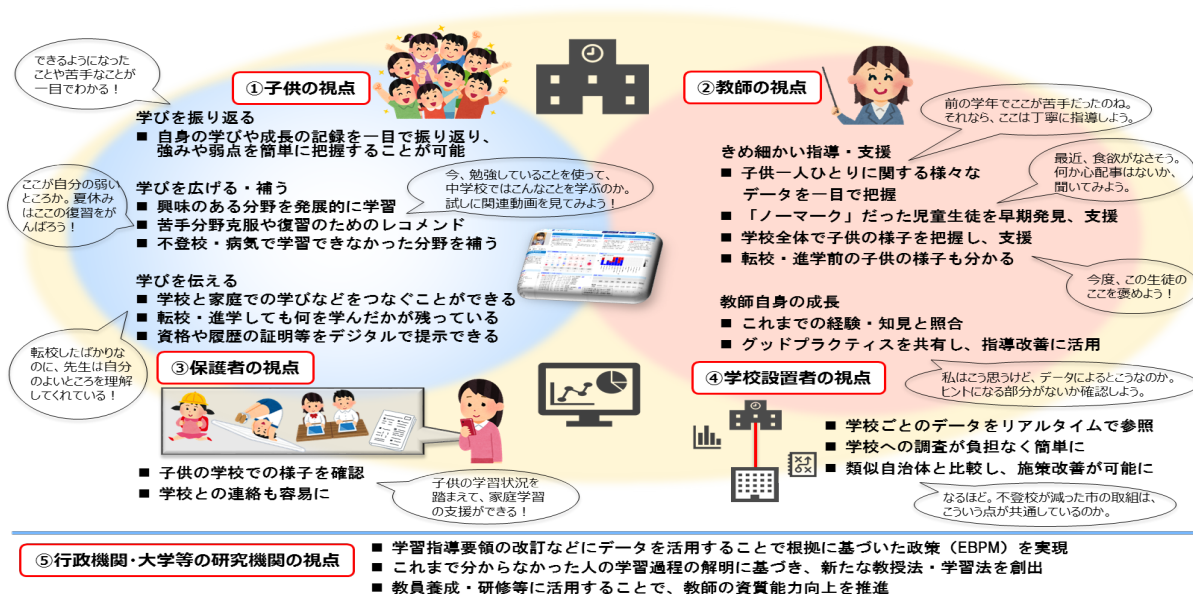 できるようになった
ことや苦手なことが
一目でわかる！
①子供の視点
学びを振り返る
■ 自身の学びや成長の記録を一目で振り返り、
強みや弱点を簡単に把握することが可能
ここが自分の弱い
ところか。夏休み
はここの復習をが
んばろう！
今、勉強していることを使って、
中学校ではこんなことを学ぶのか。
試しに関連動画を見てみよう！
学びを広げる・補う
■ 興味のある分野を発展的に学習
■ 苦手分野克服や復習のためのレコメンド
■ 不登校・病気で学習できなかった分野を補う
学びを伝える
■ 学校と家庭での学びなどをつなぐことができる
■ 転校・進学しても何を学んだかが残っている
■ 資格や履歴の証明等をデジタルで提示できる
転校したばかりな
のに、先生は自分
のよいところを理解
してくれている！
②教師の視点
前の学年でここが苦手だったのね。
それなら、ここは丁寧に指導しよう。
きめ細かい指導・支援
■ 子供一人ひとりに関する様々な
データを一目で把握
■ 「ノーマーク」だった児童生徒を早期発見、支援
■ 学校全体で子供の様子を把握し、支援
■ 転校・進学前の子供の様子も分かる
最近、食欲がなさそう。
何か心配事はないか、
聞いてみよう。
今度、この生徒の
ここを褒めよう！
教師自身の成長
■ これまでの経験・知見と照合
■ グッドプラクティスを共有し、指導改善に活用
私はこう思うけど、データによるとこうなのか。
ヒントになる部分がないか確認しよう。
③保護者の視点
■ 子供の学校での様子を確認
■ 学校との連絡も容易に
子供の学習状況を
踏まえて、家庭学習
の支援ができる！
④学校設置者の視点
■ 学校ごとのデータをリアルタイムで参照
■ 学校への調査が負担なく簡単に
■ 類似自治体と比較し、施策改善が可能に
なるほど。不登校が減った市の取組は、
こういう点が共通しているのか。
⑤行政機関・大学等の研究機関の視点
■ 学習指導要領の改訂などにデータを活用することで根拠に基づいた政策（EBPM）を実現
■ これまで分からなかった人の学習過程の解明に基づき、新たな教授法・学習法を創出
■ 教員養成・研修等に活用することで、教師の資質能力向上を推進